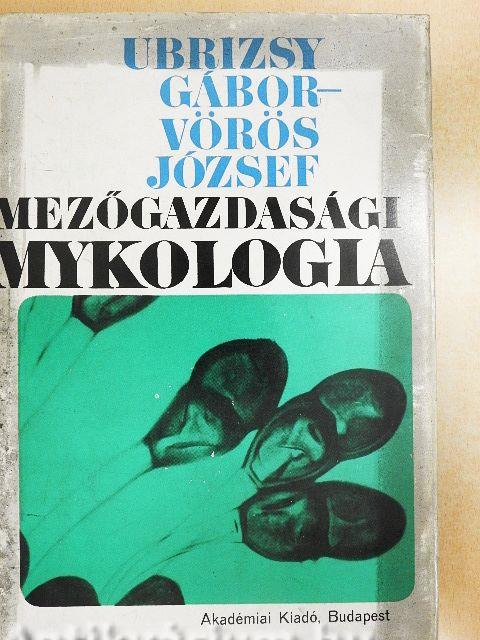 UBRIZSY
GÁBOR–
VÖRÖS
JÓZSEF
MEZŐGAZDASÁGI
MYKOLOGIA
Akadémiai Kiadó, Budapest